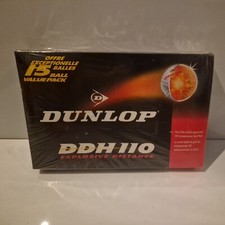 OFFRE
EXCEPTIONNELLE
15 BALLES
BALL
VALUE PACK
DUNLOP
DDH 110
EXPLOSIVE DISTANCE